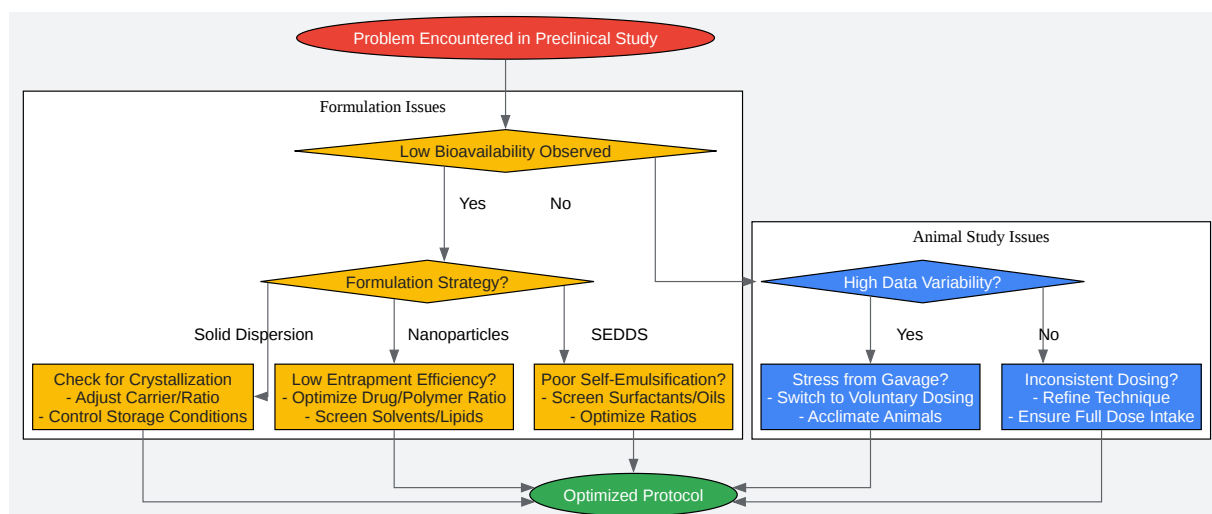 Problem Encountered in Preclinical Study
Formulation Issues
Low Bioavailability Observed
Yes
No
Animal Study Issues
Formulation Strategy?
High Data Variability?
Solid Dispersion
Nanoparticles
SEDDS
Yes
No
Check for Crystallization
- Adjust Carrier/Ratio
- Control Storage Conditions
Low Entrapment Efficiency?
- Optimize Drug/Polymer Ratio
- Screen Solvents/Lipids
Poor Self-Emulsification?
- Screen Surfactants/Oils
- Optimize Ratios
Stress from Gavage?
- Switch to Voluntary Dosing
- Acclimate Animals
Inconsistent Dosing?
- Refine Technique
- Ensure Full Dose Intake
Optimized Protocol